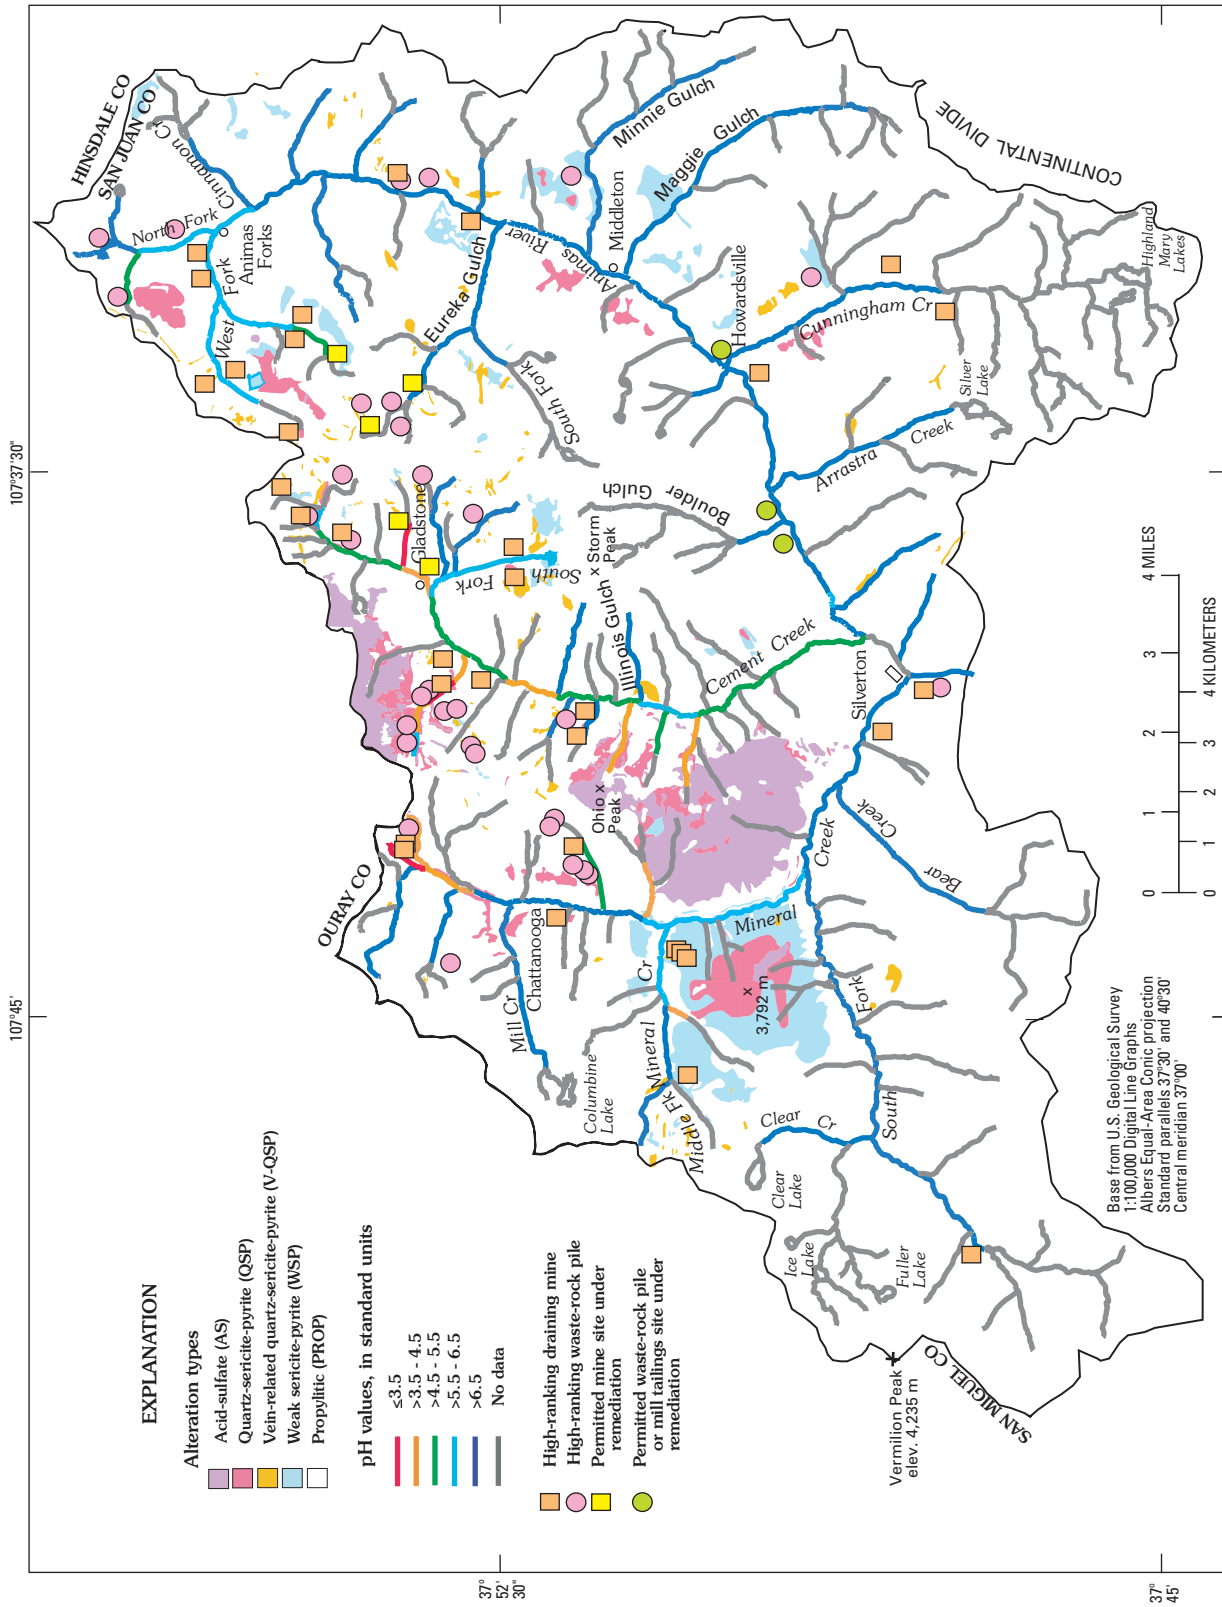 EXPLANATION
Alteration types
Acid-sulfate (AS)
Quartz-sericite-pyrite (QSP)
Vein-related quartz-sericite-pyrite (V-QSP)
Weak sericite-pyrite (WSP)
Propylitic (PROP)
pH values, in standard units
≤3.5
>3.5 - 4.5
>4.5 - 5.5
>5.5 - 6.5
>6.5
No data
High-ranking draining mine
High-ranking waste-rock pile
Permitted mine site under
remediation
Permitted waste-rock pile
or mill tailings site under
remediation
107°45'
107°37'30"
37°
52'
30"
37°
45'
OURAY CO
HINSDALE CO
SAN JUAN CO
SAN MIGUEL CO
CONTINENTAL DIVIDE
Vermilion Peak
elev. 4,235 m
Ice
Lake
Fuller
Lake
Clear
Lake
Clear
Cr
South
Fork
Columbine
Lake
Middle Fk
Mineral
Cr
Mill Cr
Chattanooga
Mineral
Creek
x
3,792 m
Bear
Creek
Ohio x
Peak
Silverton
Cement Creek
Illinois Gulch
x Storm
Peak
South
Fork
Gladstone
Boulder
Gulch
Arrastra
Creek
Silver
Lake
South Fork
Eureka Gulch
West
Fork
Animas
Forks
North Fork
Cinnamon Cr
Animas
River
Middleton
Minnie Gulch
Maggie Gulch
Howardsville
Cunningham Cr
Highland
Mary
Lakes
4 MILES
3
2
1
0
4 KILOMETERS
3
2
1
0
Base from U.S. Geological Survey
1:100,000 Digital Line Graphs
Albers Equal-Area Conic projection
Standard parallels 37°30' and 40°30'
Central meridian 37°00'